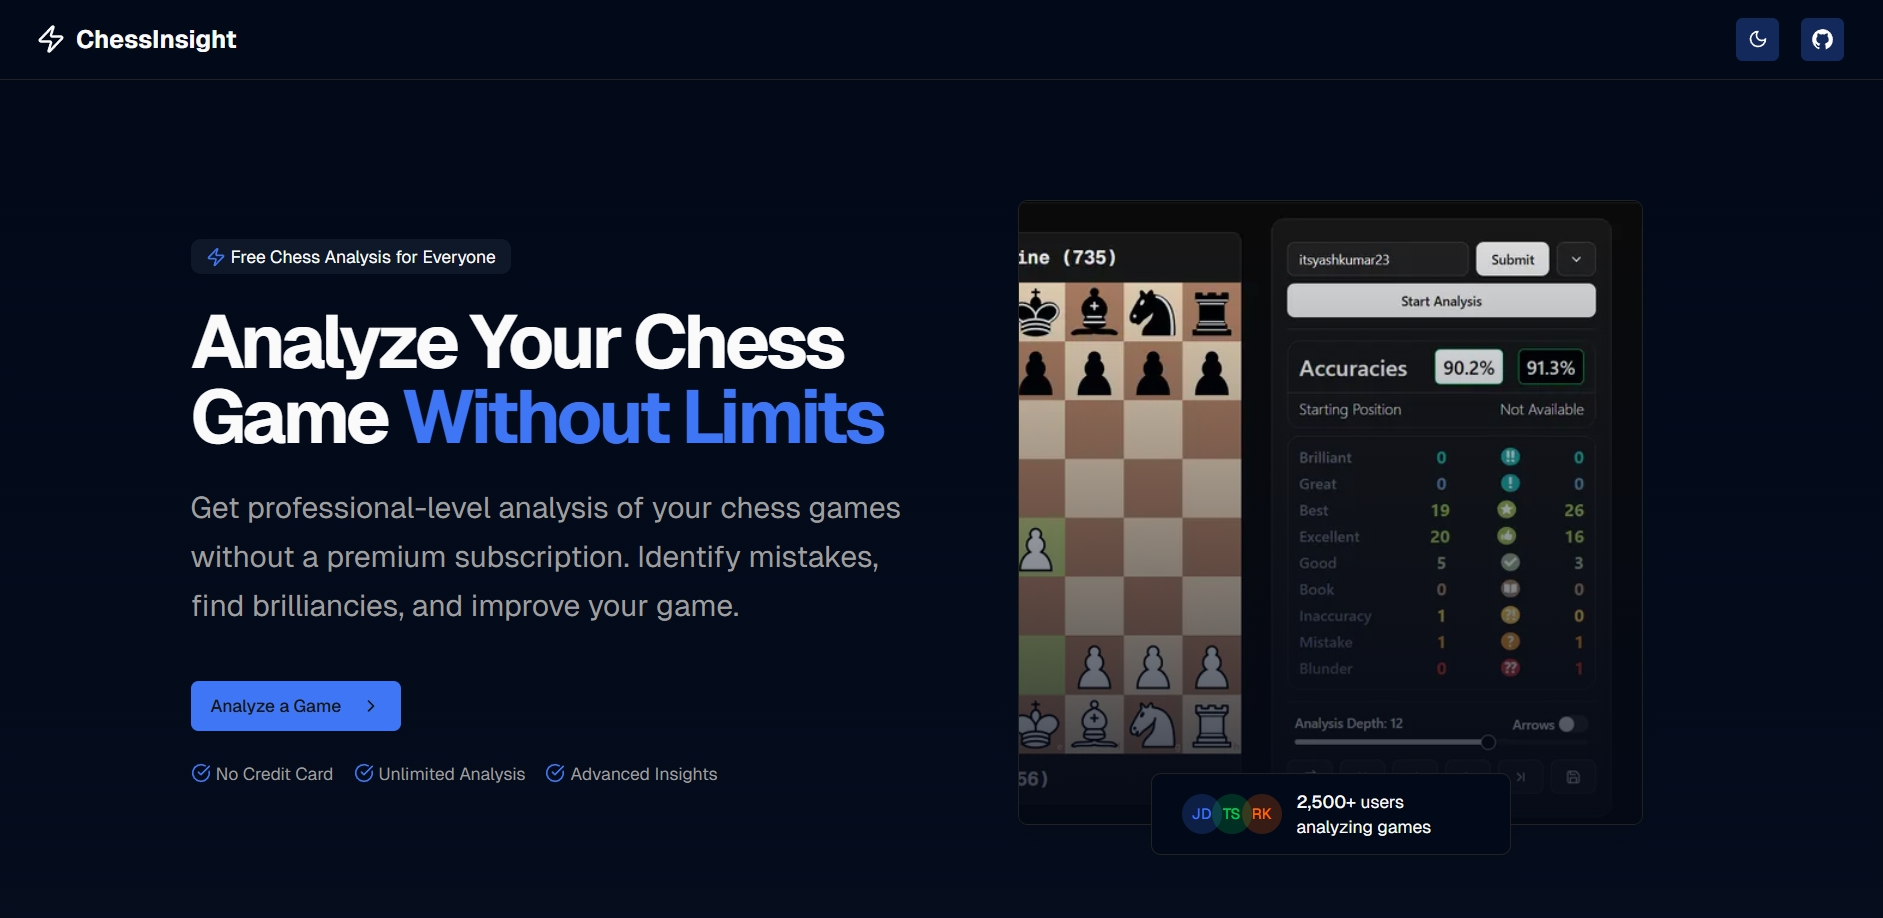 ChessInsight
Free Chess Analysis for Everyone
Analyze Your Chess
Game Without Limits
Get professional-level analysis of your chess games
without a premium subscription. Identify mistakes,
find brilliancies, and improve your game.
Analyze a Game
No Credit Card Unlimited Analysis Advanced Insights
ine (735)
56)
itsyashkumar23 Submit
Start Analysis
Accuracies 90.2% 91.3%
Starting Position Not Available
Brilliant 0 !! 0
Great 0 ! 0
Best 19 26
Excellent 20 16
Good 5 3
Book 0 0
Inaccuracy 1 ?! 0
Mistake 1 ? 1
Blunder 0 ?? 1
Analysis Depth: 12 Arrows
JD TS RK
2,500+ users
analyzing games